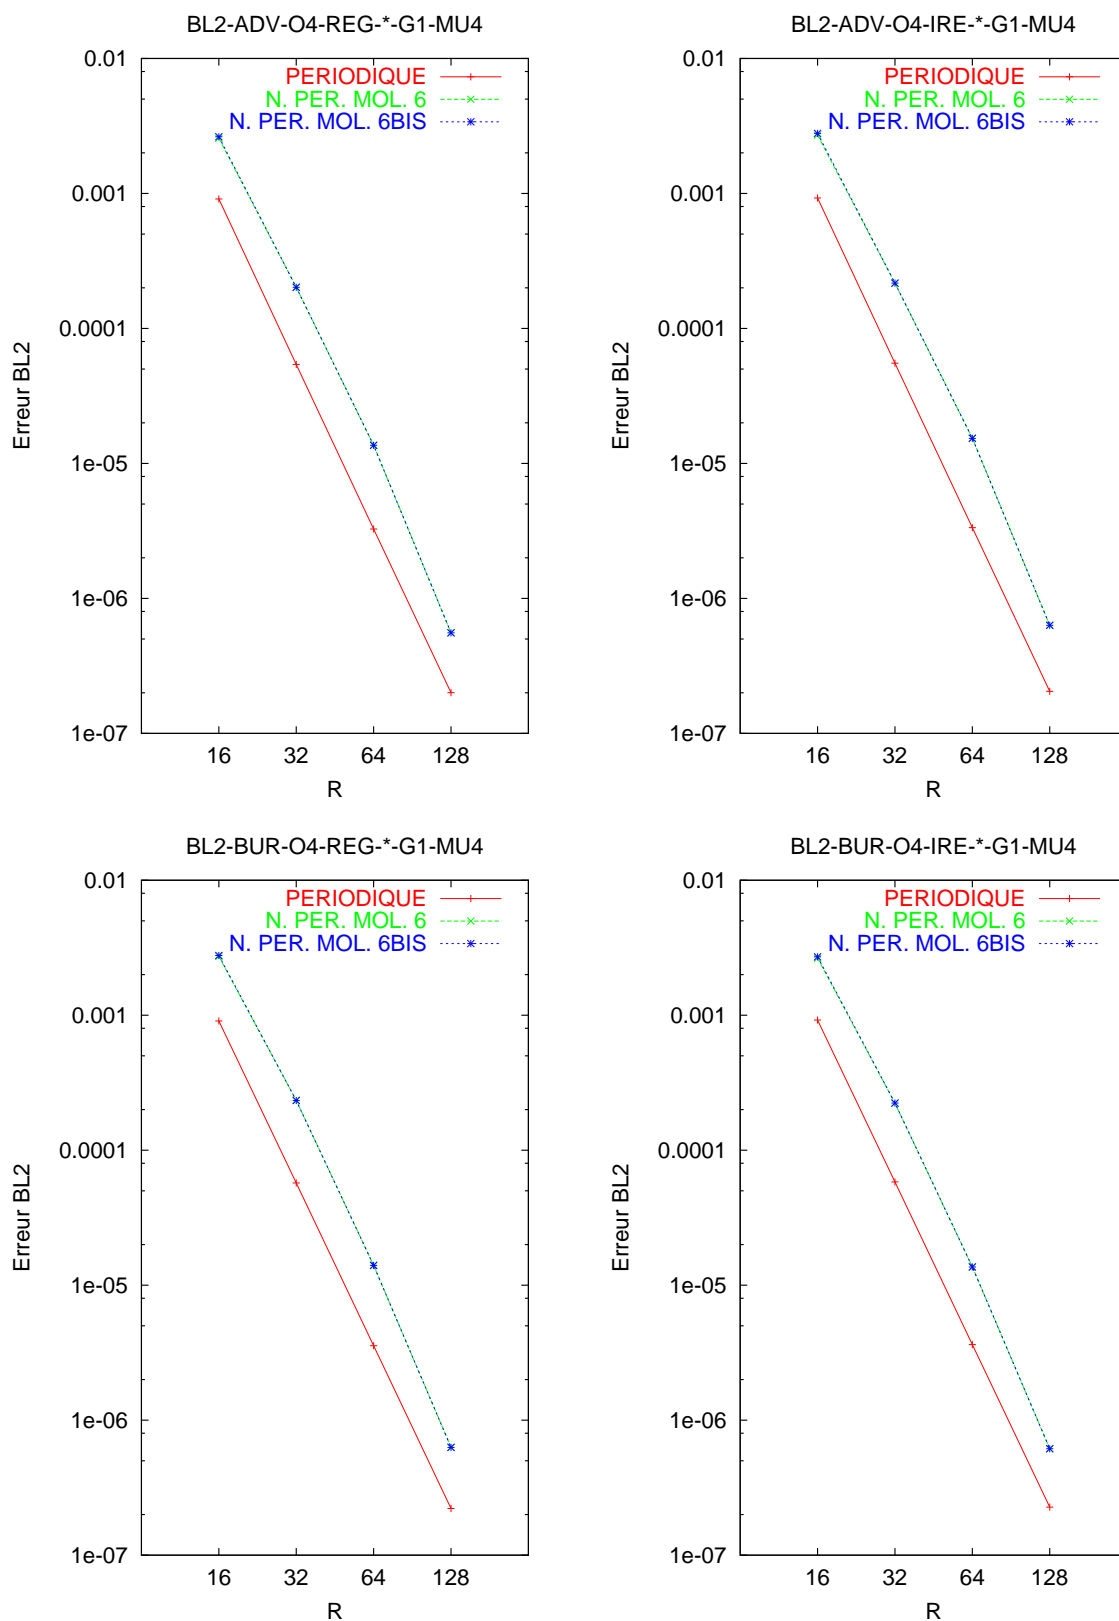 BL2-ADV-O4-REG-*-G1-MU4
0.01
0.001
0.0001
1e-05
1e-06
1e-07
Erreur BL2
PERIODIQUE
N. PER. MOL. 6
N. PER. MOL. 6BIS
16 32 64 128
R
BL2-ADV-O4-IRE-*-G1-MU4
0.01
0.001
0.0001
1e-05
1e-06
1e-07
Erreur BL2
PERIODIQUE
N. PER. MOL. 6
N. PER. MOL. 6BIS
16 32 64 128
R
BL2-BUR-O4-REG-*-G1-MU4
0.01
0.001
0.0001
1e-05
1e-06
1e-07
Erreur BL2
PERIODIQUE
N. PER. MOL. 6
N. PER. MOL. 6BIS
16 32 64 128
R
BL2-BUR-O4-IRE-*-G1-MU4
0.01
0.001
0.0001
1e-05
1e-06
1e-07
Erreur BL2
PERIODIQUE
N. PER. MOL. 6
N. PER. MOL. 6BIS
16 32 64 128
R